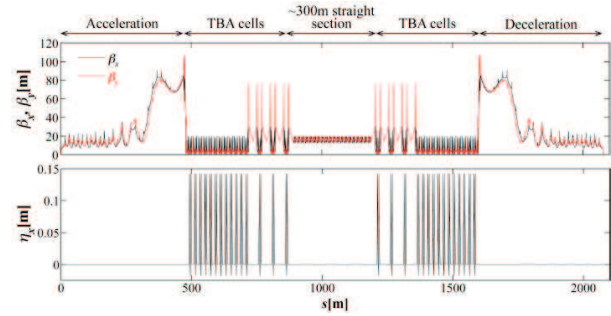 ~300m straight
Acceleration TBA cells section TBA cells Deceleration
120
100
80
60
40
20
0
βx, βy[m]
βx
βy
0.15
0.1
0.05
0
ηx[m]
0 500 1000 1500 2000
s[m]